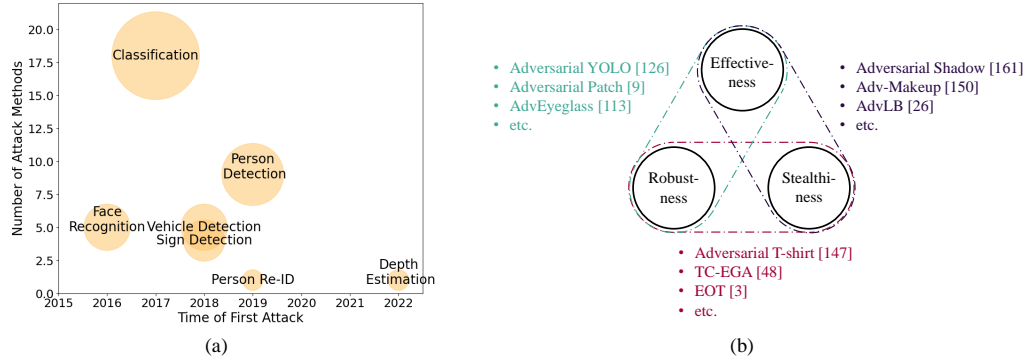 20.0
17.5
15.0
12.5
10.0
7.5
5.0
2.5
0.0
Number of Attack Methods
Classification
Person
Detection
Face
Recognition
Vehicle Detection
Sign Detection
Person Re-ID
Depth
Estimation
2015 2016 2017 2018 2019 2020 2021 2022
Time of First Attack
(a)
• Adversarial YOLO [126]
• Adversarial Patch [9]
• AdvEyeglass [113]
• etc.
Effective-
ness
• Adversarial Shadow [161]
• Adv-Makeup [150]
• AdvLB [26]
• etc.
Robust-
ness
Stealthi-
ness
• Adversarial T-shirt [147]
• TC-EGA [48]
• EOT [3]
• etc.
(b)